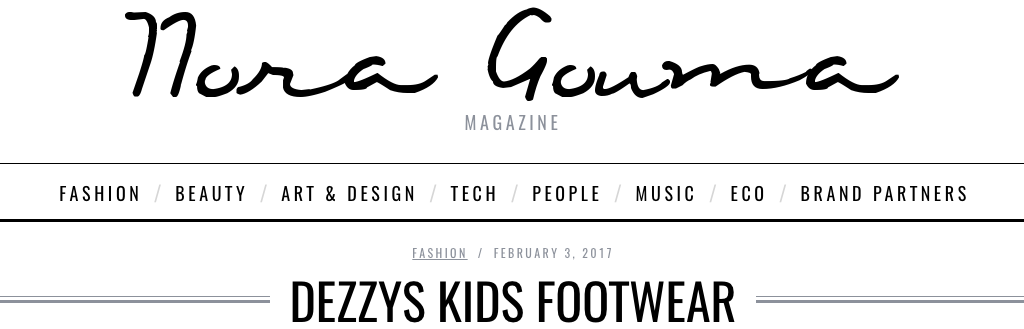 Nora Gouma
MAGAZINE
FASHION / BEAUTY / ART & DESIGN / TECH / PEOPLE / MUSIC / ECO / BRAND PARTNERS
FASHION / FEBRUARY 3, 2017
DEZZYS KIDS FOOTWEAR